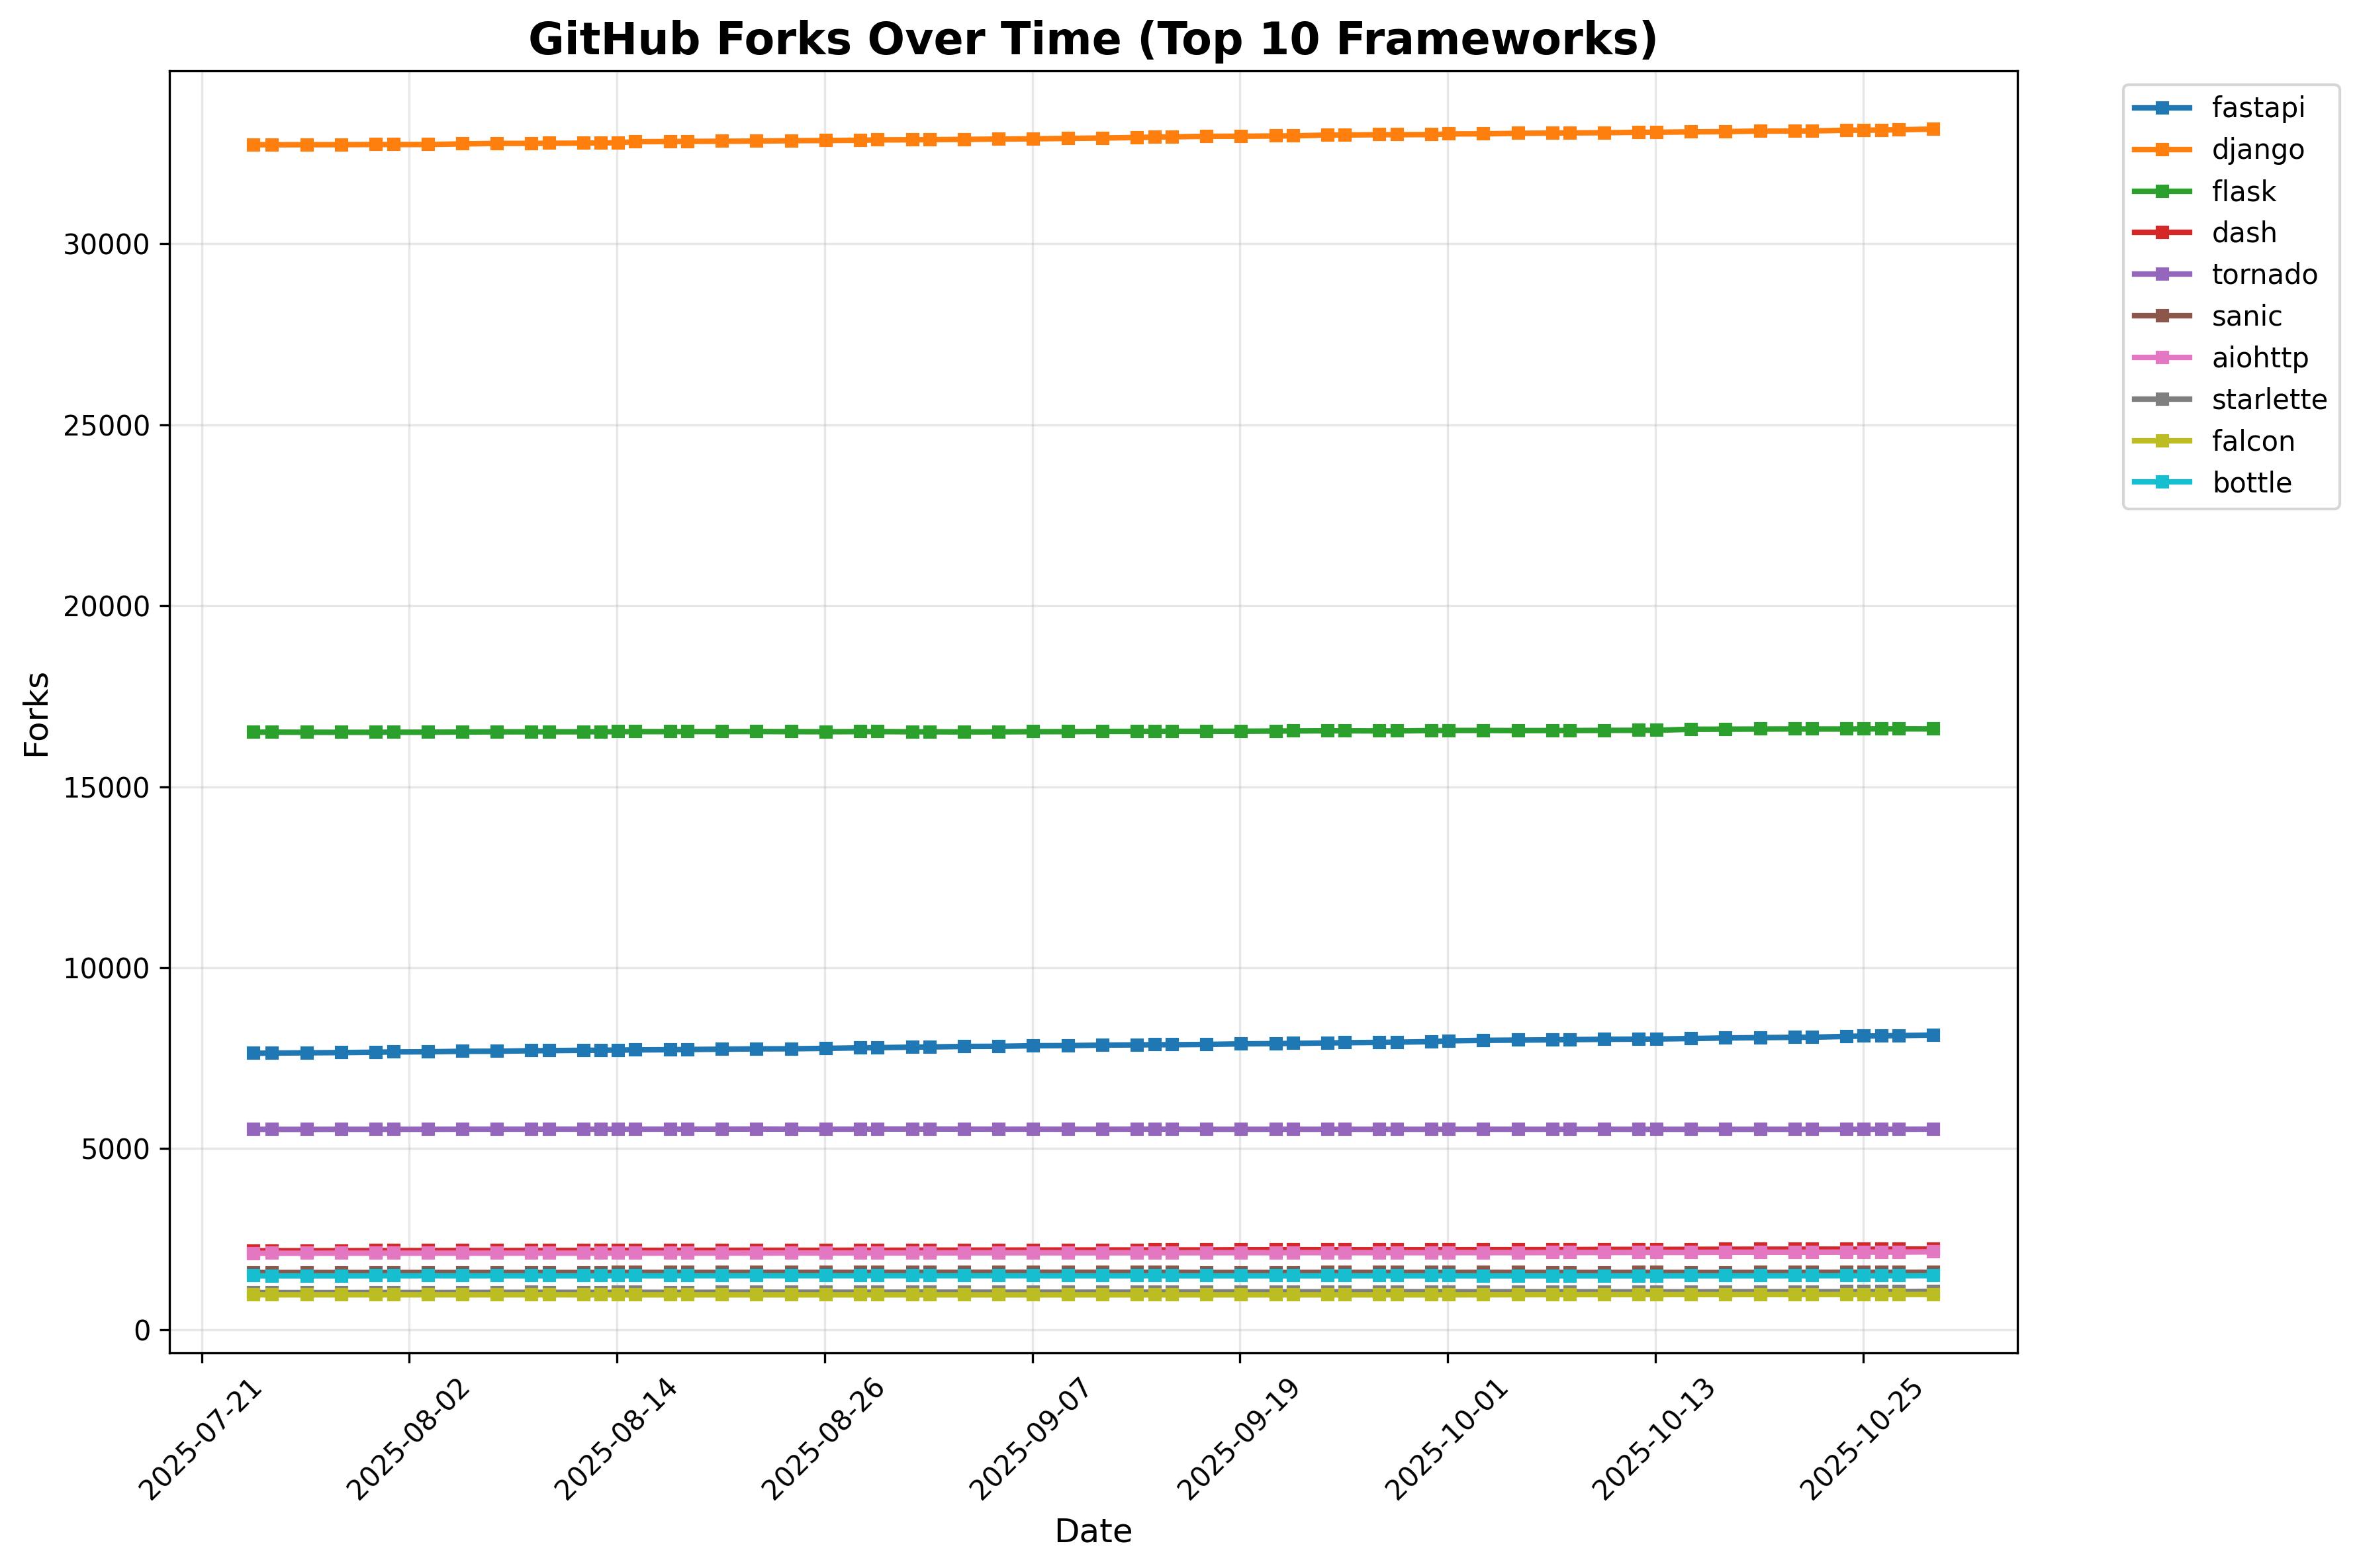 GitHub Forks Over Time (Top 10 Frameworks)
fastapi
django
flask
dash
tornado
sanic
aiohttp
starlette
falcon
bottle
Forks
30000
25000
20000
15000
10000
5000
0
2025-07-21
2025-08-02
2025-08-14
2025-08-26
2025-09-07
2025-09-19
2025-10-01
2025-10-13
2025-10-25
Date